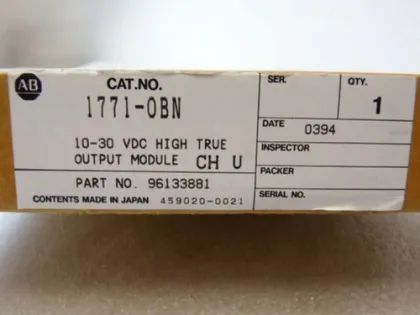 AB
CAT.NO.
1771-OBN
10-30 VDC HIGH TRUE
OUTPUT MODULE CH U
PART NO. 96133881
CONTENTS MADE IN JAPAN 459020-0021
SER.
QTY.
1
DATE 0394
INSPECTOR
PACKER
SERIAL NO.